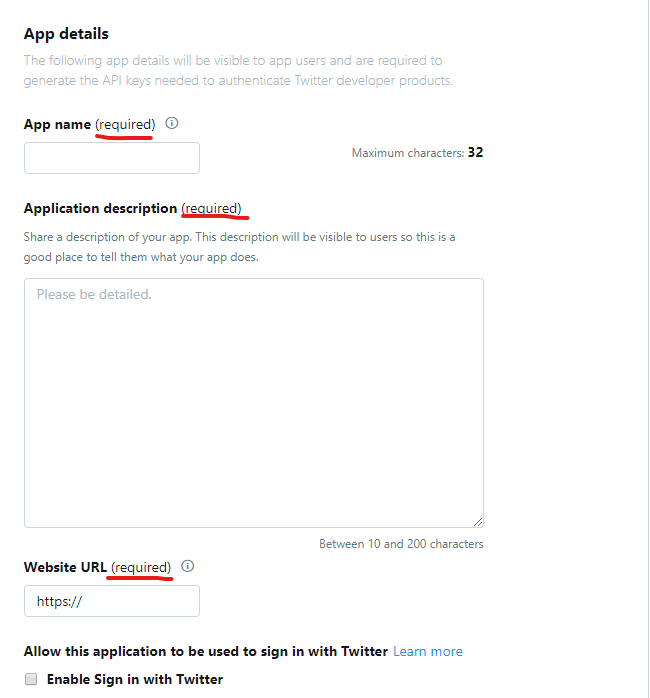 App details
The following app details will be visible to app users and are required to
generate the API keys needed to authenticate Twitter developer products.
App name (required)
Maximum characters: 32
Application description (required)
Share a description of your app. This description will be visible to users so this is a
good place to tell them what your app does.
Please be detailed.
Between 10 and 200 characters
Website URL (required)
https://
Allow this application to be used to sign in with Twitter Learn more
Enable Sign in with Twitter